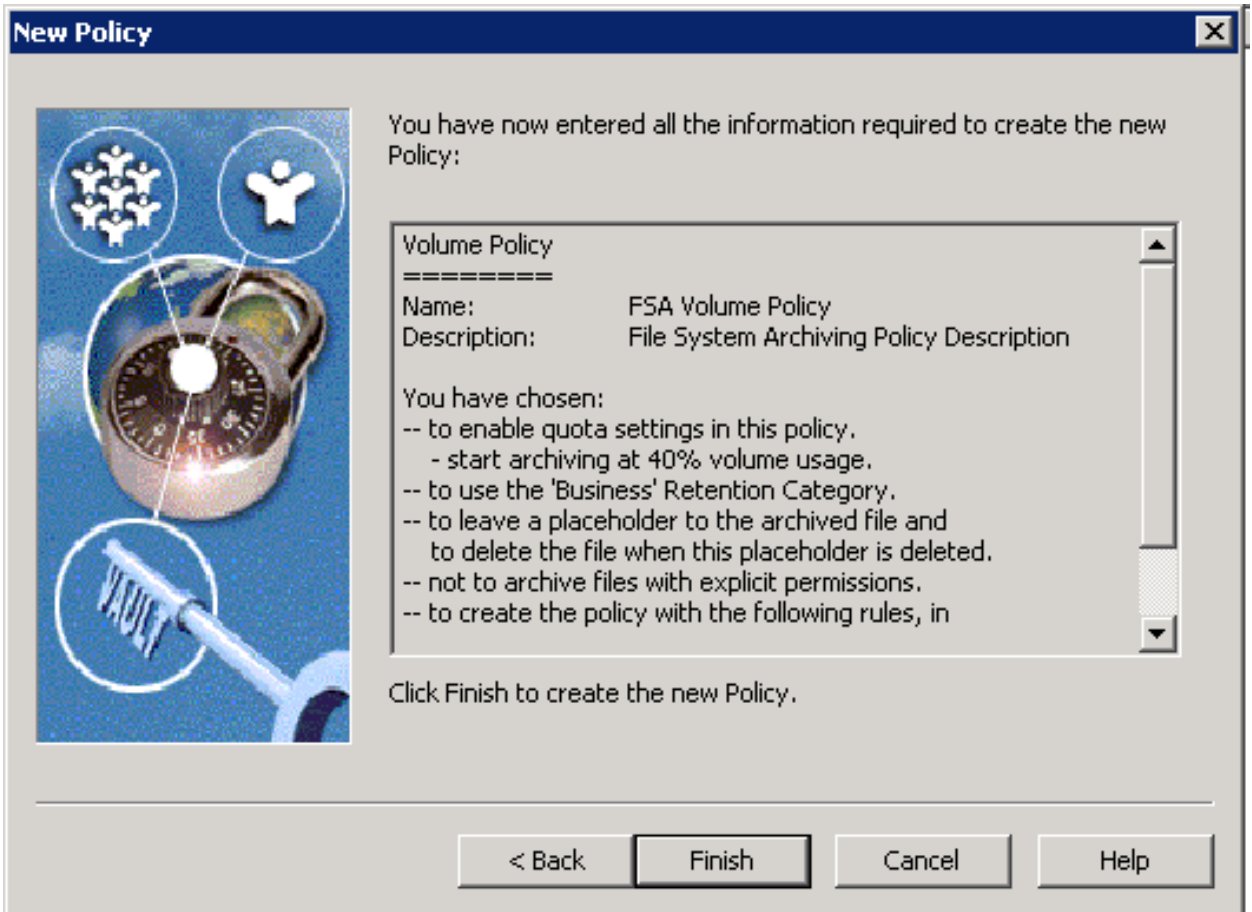 New Policy
You have now entered all the information required to create the new
Policy:
Volume Policy
========
Name: FSA Volume Policy
Description: File System Archiving Policy Description
You have chosen:
-- to enable quota settings in this policy.
- start archiving at 40% volume usage.
-- to use the 'Business' Retention Category.
-- to leave a placeholder to the archived file and
to delete the file when this placeholder is deleted.
-- not to archive files with explicit permissions.
-- to create the policy with the following rules, in
VAULT
Click Finish to create the new Policy.
< Back
Finish
Cancel
Help